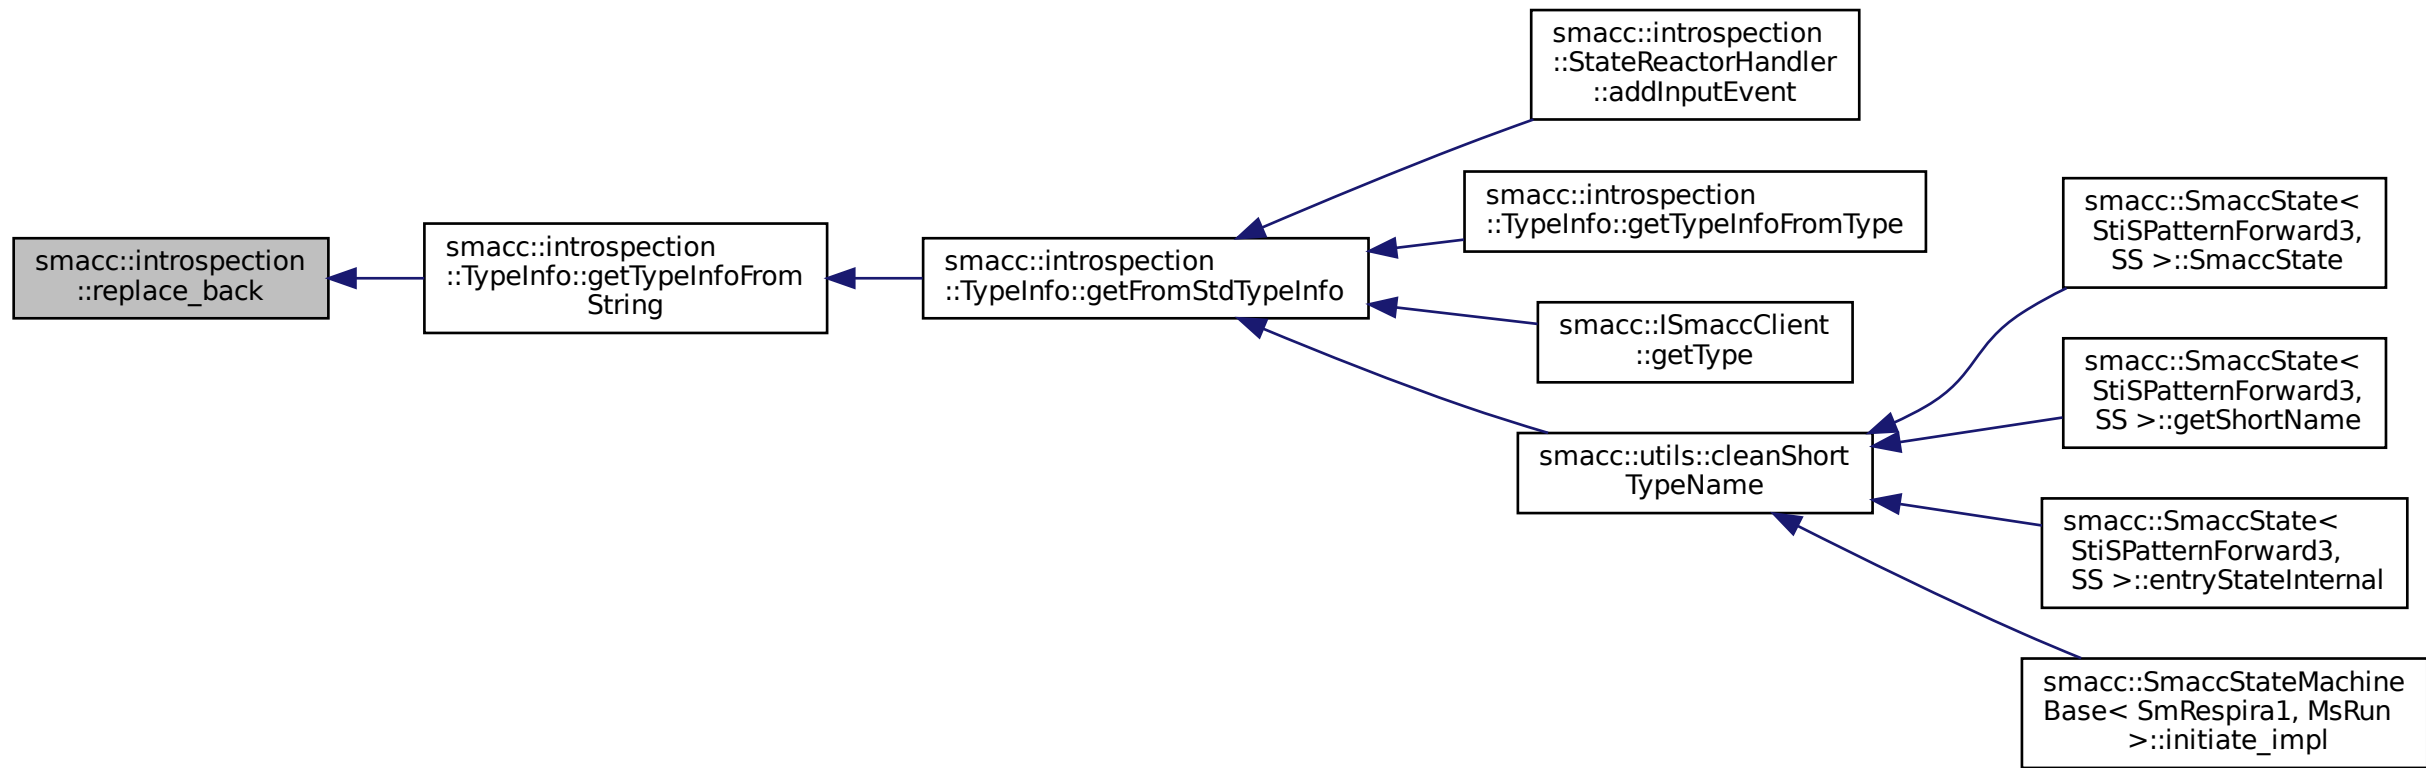 smacc::introspection
::replace_back
smacc::introspection
::TypeInfo::getTypeInfoFrom
String
smacc::introspection
::TypeInfo::getFromStdTypeInfo
smacc::introspection
::StateReactorHandler
::addInputEvent
smacc::introspection
::TypeInfo::getTypeInfoFromType
smacc::ISmaccClient
::getType
smacc::utils::cleanShort
TypeName
smacc::SmaccState<
StiSPatternForward3,
SS >::SmaccState
smacc::SmaccState<
StiSPatternForward3,
SS >::getShortName
smacc::SmaccState<
StiSPatternForward3,
SS >::entryStateInternal
smacc::SmaccStateMachine
Base< SmRespira1, MsRun
>::initiate_impl